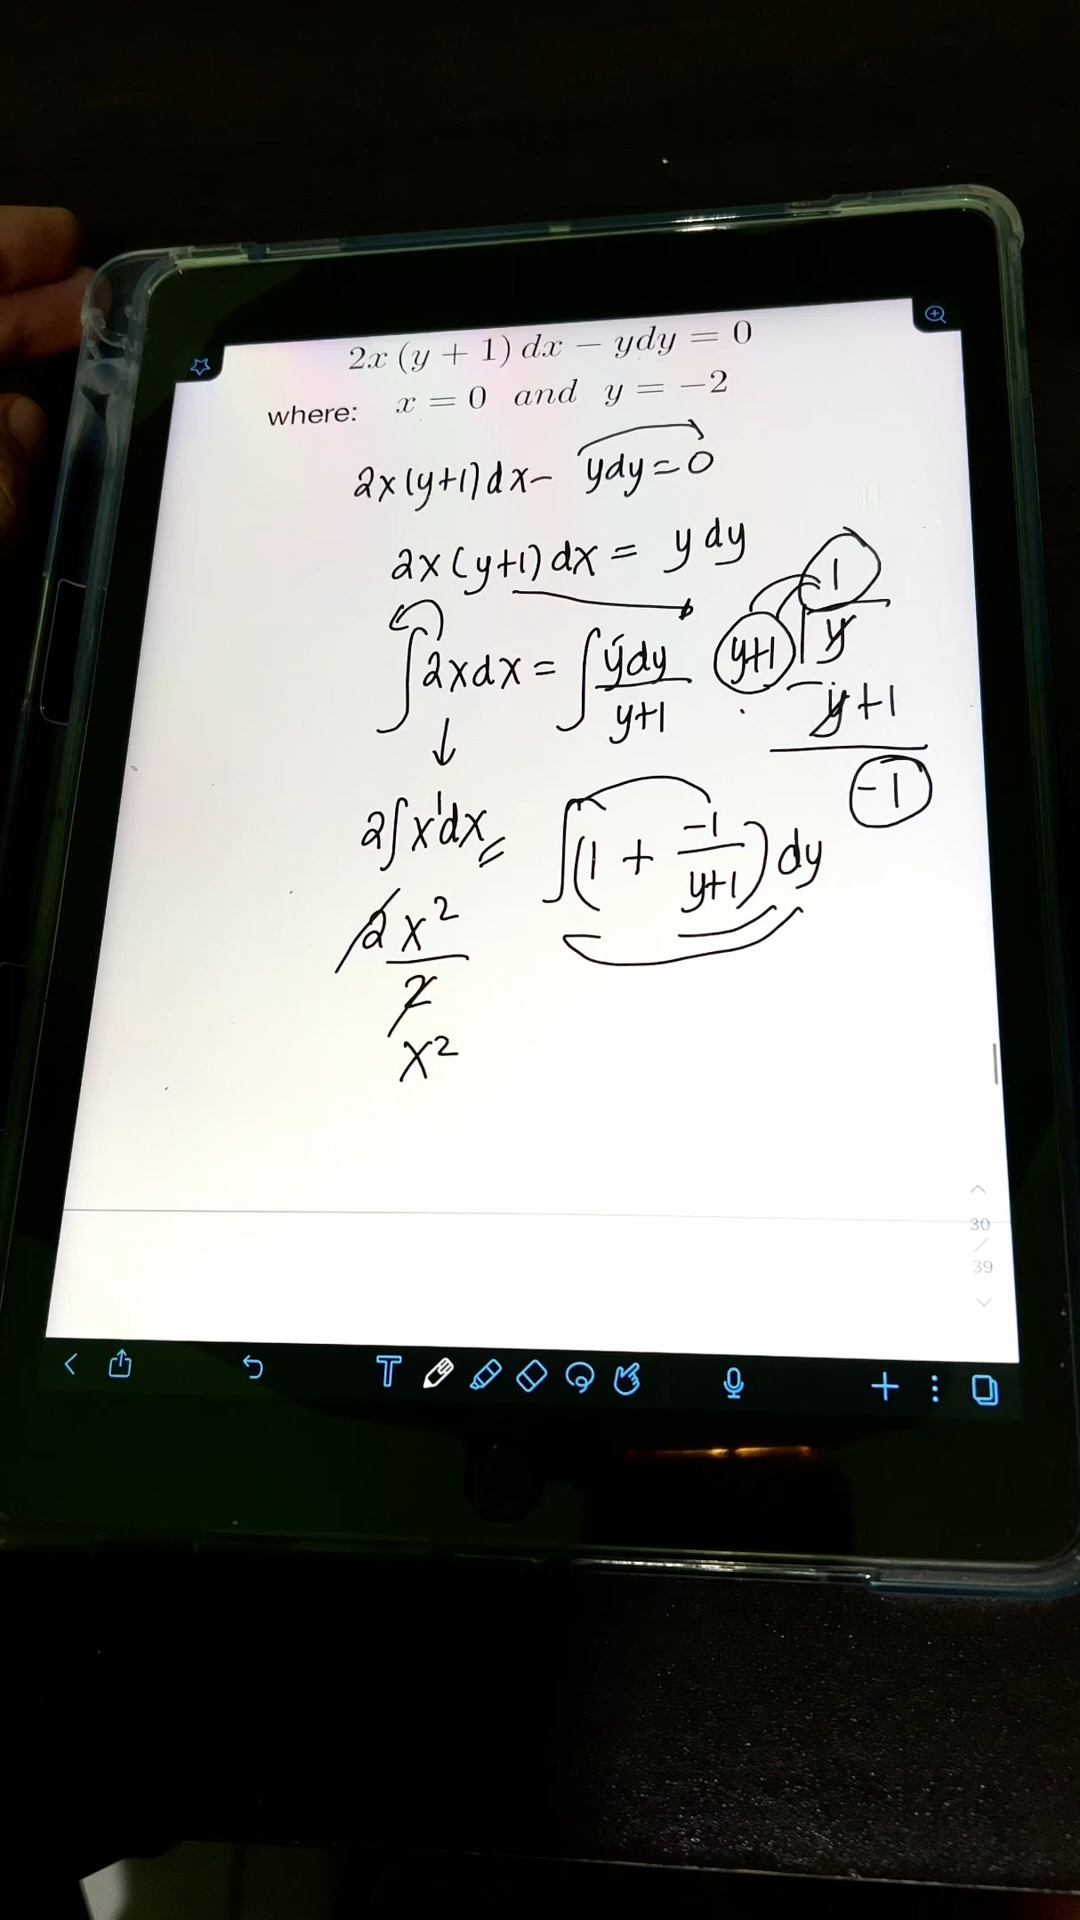 2x (y + 1) dx − ydy = 0
where: x = 0 and y = −2
2x(y+1)dx− ydy=0
2x(y+1)dx = y dy
∫2xdx = ∫ydy/y+1
1
y+1 y
− y+1
−1
2∫x¹dx = ∫(1 + −1/y+1) dy
2x²/2
x²
30
/
39
T